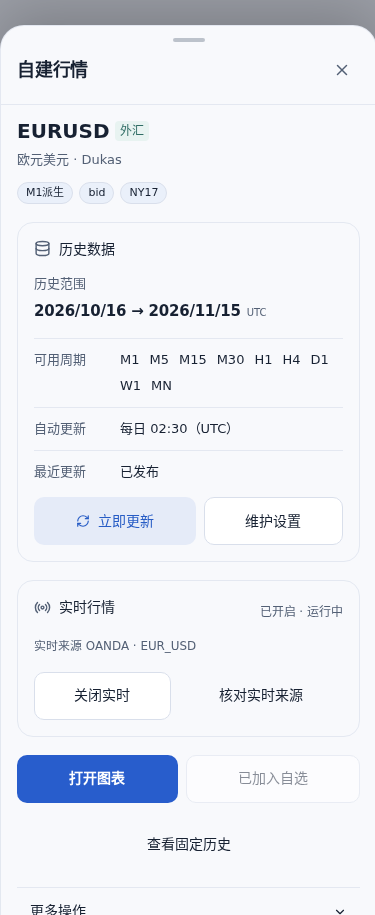 自建行情
EURUSD 外汇
欧元美元 · Dukas
M1派生 bid NY17
历史数据
历史范围
2026/10/16 → 2026/11/15 UTC
可用周期 M1 M5 M15 M30 H1 H4 D1
W1 MN
自动更新 每日 02:30（UTC）
最近更新 已发布
立即更新 维护设置
实时行情 已开启 · 运行中
实时来源 OANDA · EUR_USD
关闭实时 核对实时来源
打开图表 已加入自选
查看固定历史
更多操作